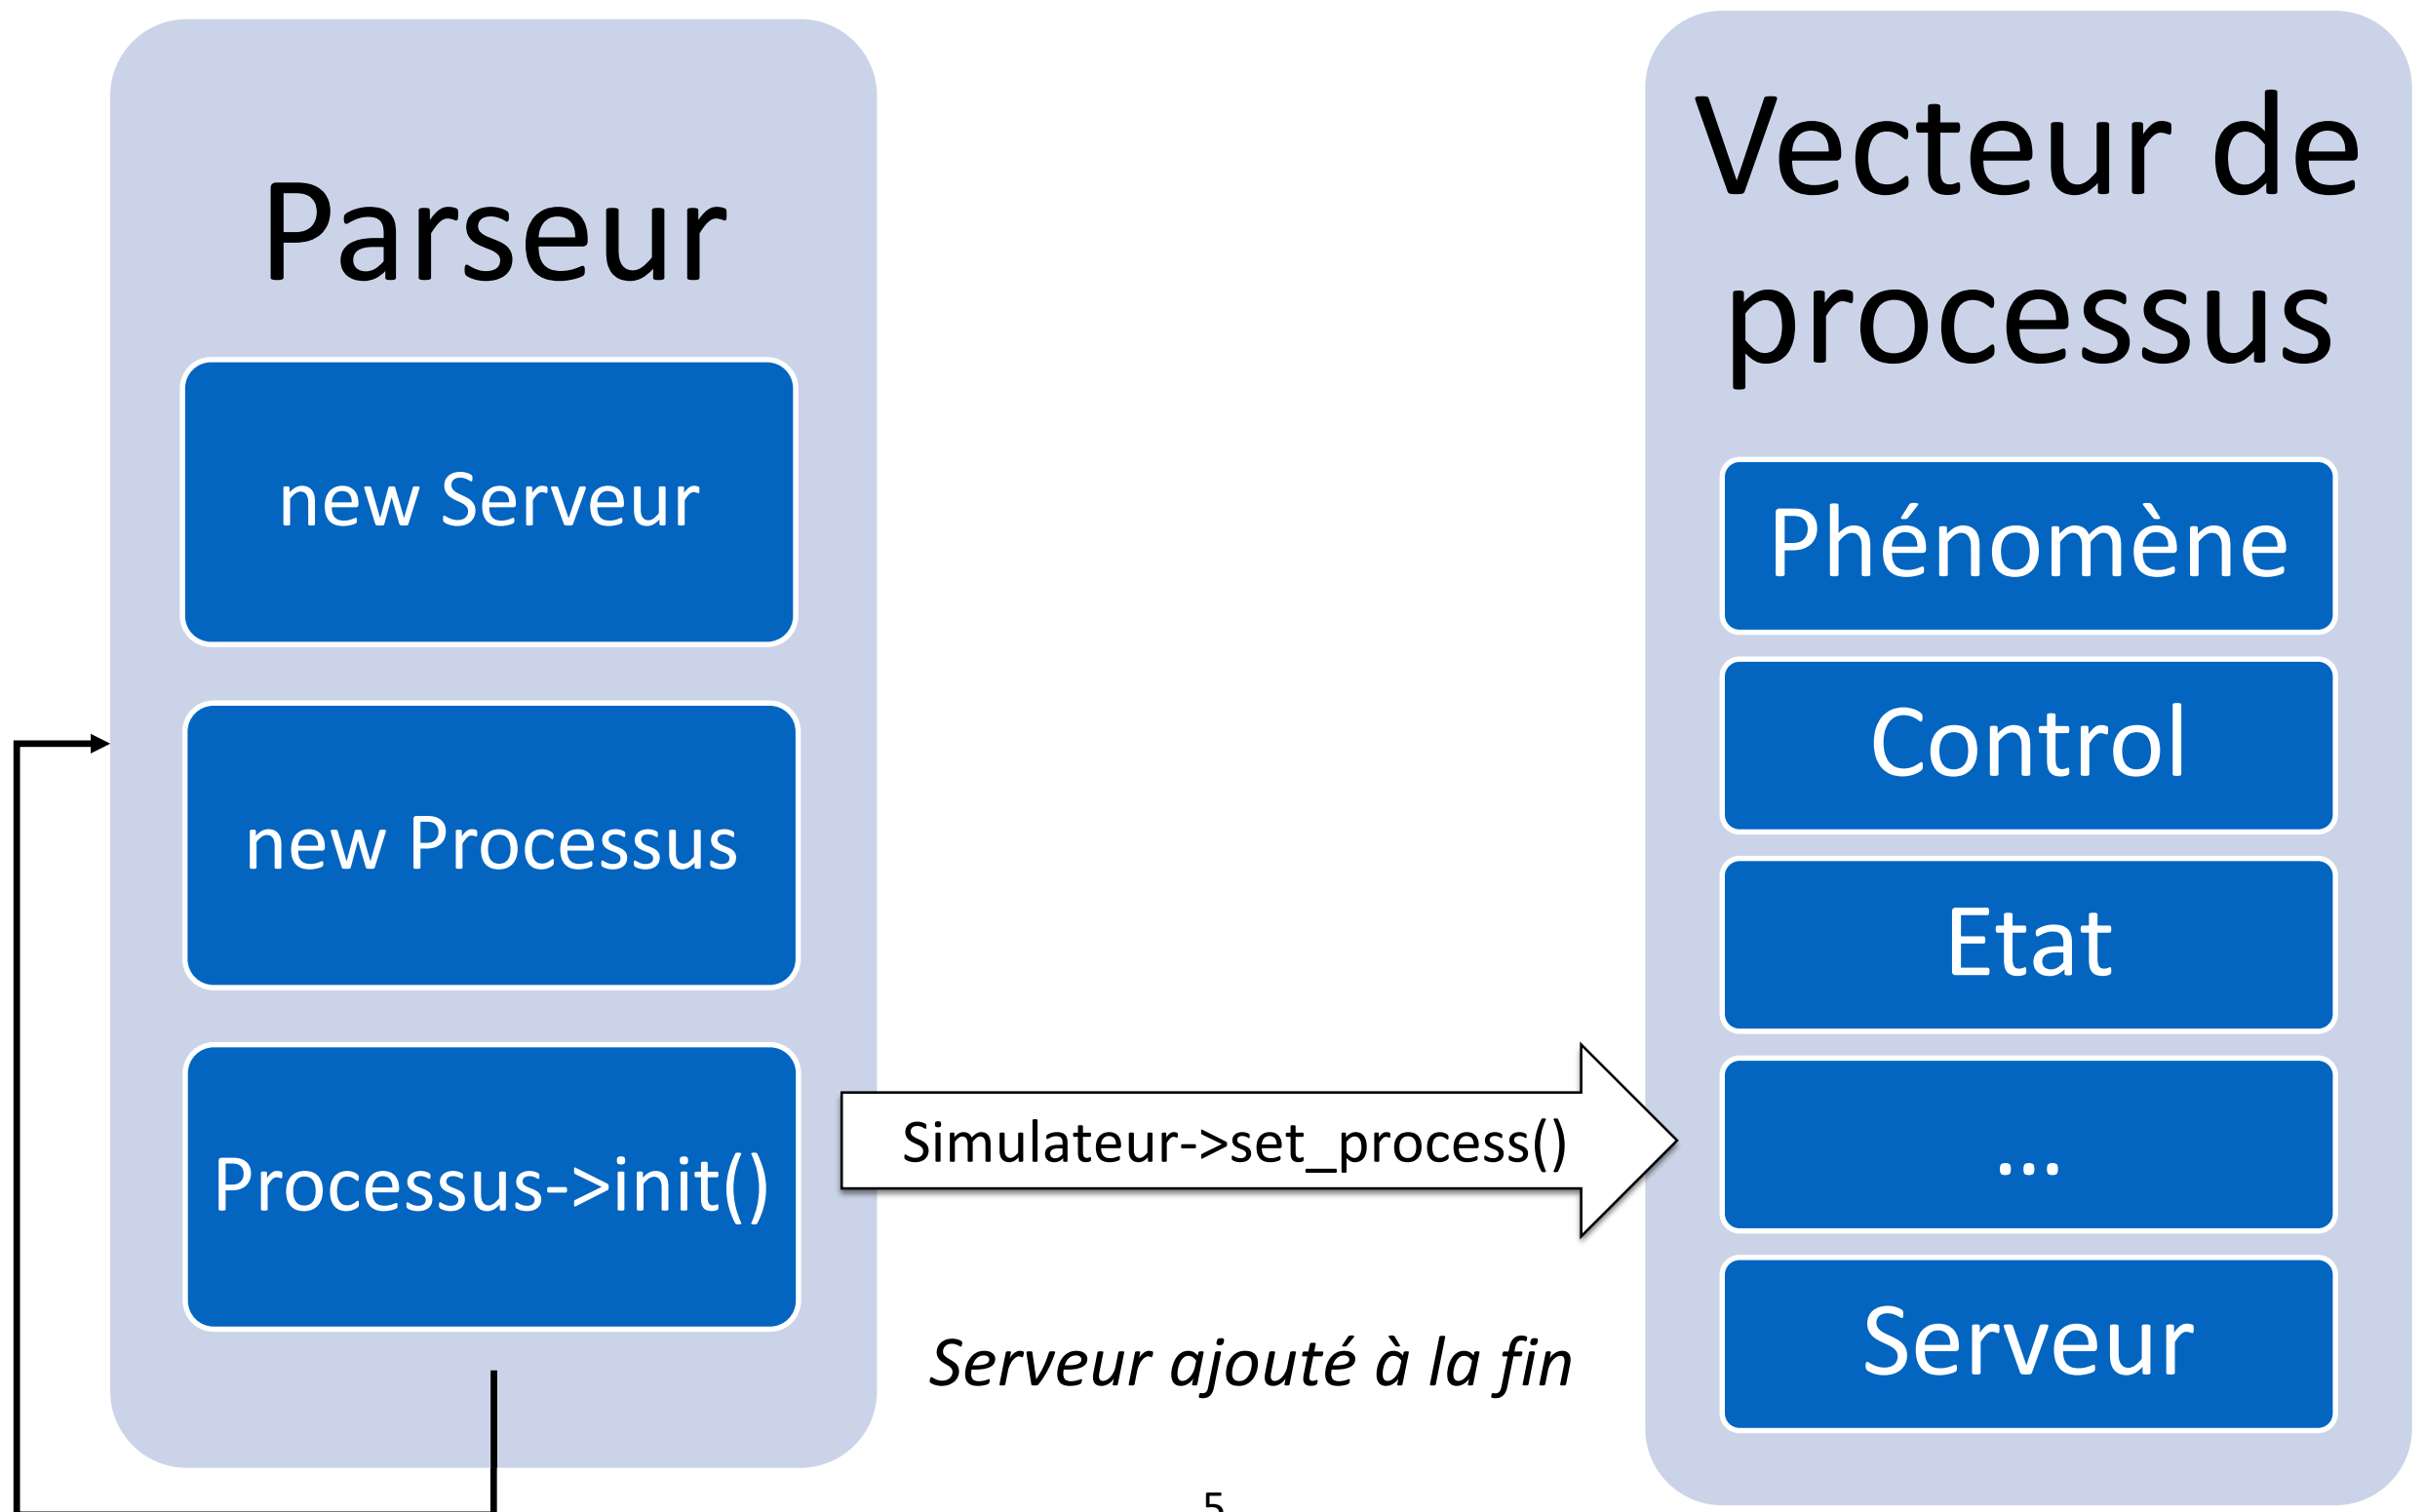 Parseur
new Serveur
new Processus
Processus->init()
Simulateur->set_process()
Serveur ajouté à la fin
Vecteur de
processus
Phénomène
Control
Etat
...
Serveur
5